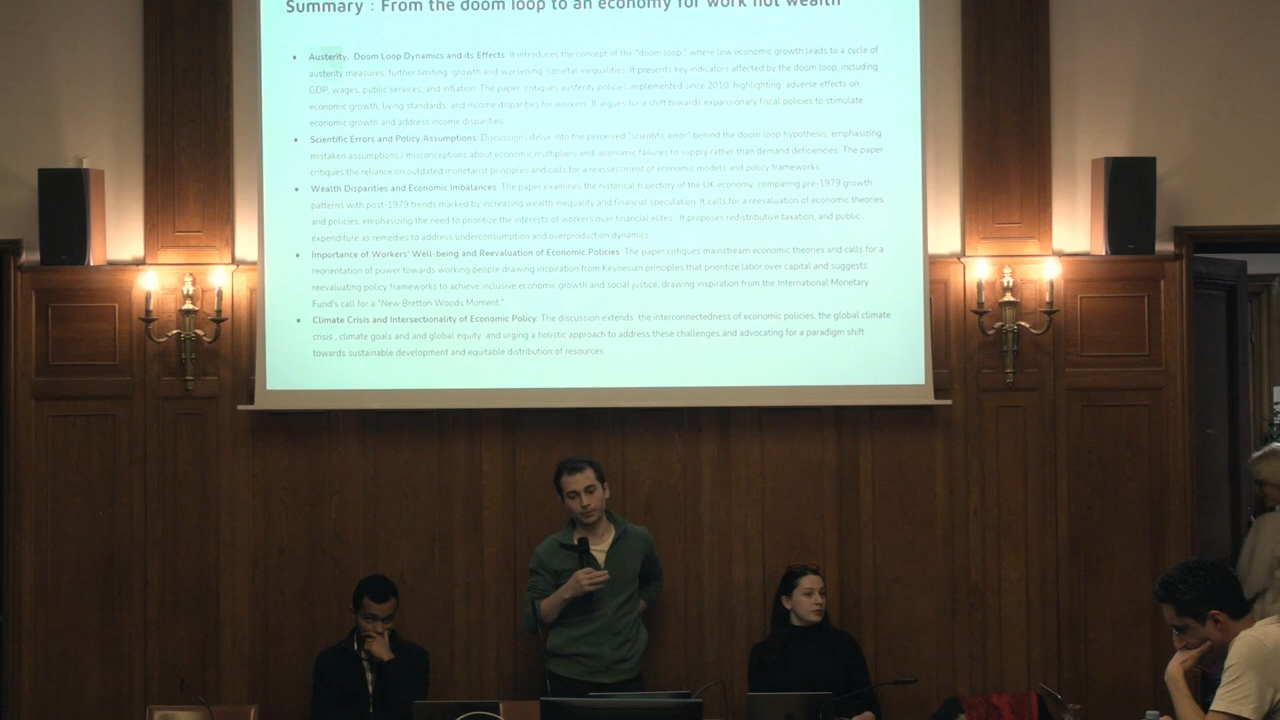 Summary : From the doom loop to an economy for work not wealth
Austerity, Doom Loop Dynamics and its Effects. It introduces the concept of the "doom loop," where low economic growth leads to a cycle of
austerity measures, further limiting growth and worsening societal inequalities. It presents key indicators affected by the doom loop, including
GDP, wages, public services, and inflation. The paper critiques austerity policies implemented since 2010, highlighting adverse effects on
economic growth, living standards, and income disparities for workers. It argues for a shift towards expansionary fiscal policies to stimulate
economic growth and address income disparities.
Scientific Errors and Policy Assumptions. Discussions delve into the perceived "scientific error" behind the doom loop hypothesis, emphasizing
mistaken assumptions / misconceptions about economic multipliers and economic failures to supply rather than demand deficiencies. The paper
critiques the reliance on outdated monetarist principles and calls for a reassessment of economic models and policy frameworks.
Wealth Disparities and Economic Imbalances. The paper examines the historical trajectory of the UK economy, comparing pre-1979 growth
patterns with post-1979 trends marked by increasing wealth inequality and financial speculation. It calls for a reevaluation of economic theories
and policies, emphasizing the need to prioritize the interests of workers over financial elites. It proposes redistributive taxation, and public
expenditure as remedies to address underconsumption and overproduction dynamics.
Importance of Workers' Well-being and Reevaluation of Economic Policies. The paper critiques mainstream economic theories and calls for a
reorientation of power towards working people drawing inspiration from Keynesian principles that prioritize labor over capital and suggests
reevaluating policy frameworks to achieve inclusive economic growth and social justice, drawing inspiration from the International Monetary
Fund's call for a "New Bretton Woods Moment."
Climate Crisis and Intersectionality of Economic Policy. The discussion extends the interconnectedness of economic policies, the global climate
crisis , climate goals and and global equity and urging a holistic approach to address these challenges and advocating for a paradigm shift
towards sustainable development and equitable distribution of resources.